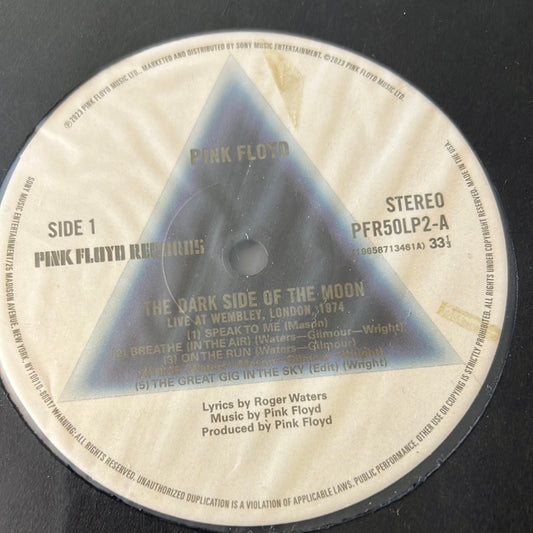 ℗2023 PINK FLOYD MUSIC LTD., MARKETED AND DISTRIBUTED BY SONY MUSIC ENTERTAINMENT. ©2023 PINK FLOYD MUSIC LTD.
PINK FLOYD
SIDE 1
PINK FLOYD RECORDS
STEREO
PFR50LP2-A
(19658713461A) 33⅓
THE DARK SIDE OF THE MOON
LIVE AT WEMBLEY, LONDON, 1974
(1) SPEAK TO ME (Mason)
(2) BREATHE (IN THE AIR) (Waters—Gilmour—Wright)
(3) ON THE RUN (Waters—Gilmour)
(5) THE GREAT GIG IN THE SKY (Edit) (Wright)
Lyrics by Roger Waters
Music by Pink Floyd
Produced by Pink Floyd
SONY MUSIC ENTERTAINMENT/25 MADISON AVENUE, NEW YORK, NY(10010-8601)/WARNING: ALL RIGHTS RESERVED. UNAUTHORIZED DUPLICATION IS A VIOLATION OF APPLICABLE LAWS. PUBLIC PERFORMANCE, OTHER USE OR COPYING IS STRICTLY PROHIBITED. ALL OTHER COPYRIGHT RESERVED. MADE IN THE USA.